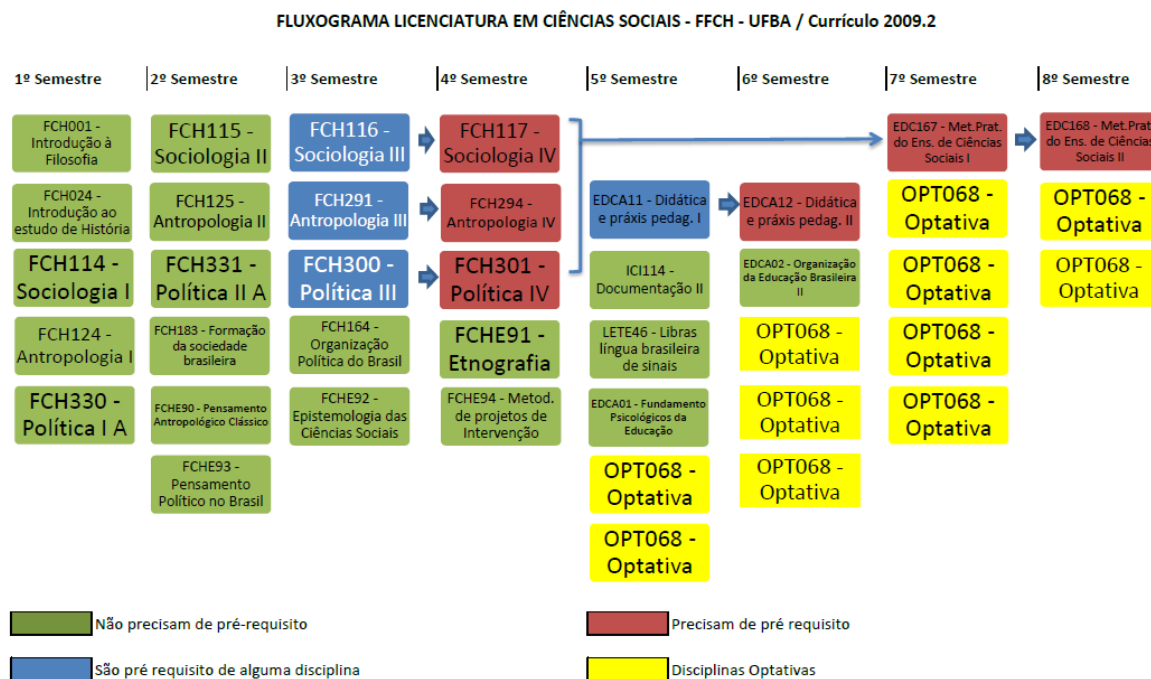 FLUXOGRAMA LICENCIATURA EM CIÊNCIAS SOCIAIS - FFCH - UFBA / Currículo 2009.2
1º Semestre
FCH001 -
Introdução à
Filosofia
FCH024 -
Introdução ao
estudo de História
FCH114 -
Sociologia I
FCH124 -
Antropologia I
FCH330 -
Política I A
2º Semestre
FCH115 -
Sociologia II
FCH125 -
Antropologia II
FCH331 -
Política II A
FCH183 - Formação
da sociedade
brasileira
FCHE90 - Pensamento
Antropológico Clássico
FCHE93 -
Pensamento
Político no Brasil
3º Semestre
FCH116 -
Sociologia III
FCH291 -
Antropologia III
FCH300 -
Política III
FCH164 -
Organização
Política do Brasil
FCHE92 -
Epistemologia das
Ciências Sociais
4º Semestre
FCH117 -
Sociologia IV
FCH294 -
Antropologia IV
FCH301 -
Política IV
FCHE91 -
Etnografia
FCHE94 - Metod.
de projetos de
Intervenção
5º Semestre
EDCA11 - Didática
e práxis pedag. I
ICI114 -
Documentação II
LETE46 - Libras
língua brasileira
de sinais
EDCA01 - Fundamento
Psicológicos da
Educação
OPT068 -
Optativa
OPT068 -
Optativa
6º Semestre
EDCA12 - Didática
e práxis pedag. II
EDCA02 - Organização
da Educação Brasileira
II
OPT068 -
Optativa
OPT068 -
Optativa
OPT068 -
Optativa
7º Semestre
EDC167 - Met.Prat.
do Ens. de Ciências
Sociais I
OPT068 -
Optativa
OPT068 -
Optativa
OPT068 -
Optativa
OPT068 -
Optativa
8º Semestre
EDC168 - Met.Prat.
do Ens. de Ciências
Sociais II
OPT068 -
Optativa
OPT068 -
Optativa
Não precisam de pré-requisito
Precisam de pré requisito
São pré requisito de alguma disciplina
Disciplinas Optativas